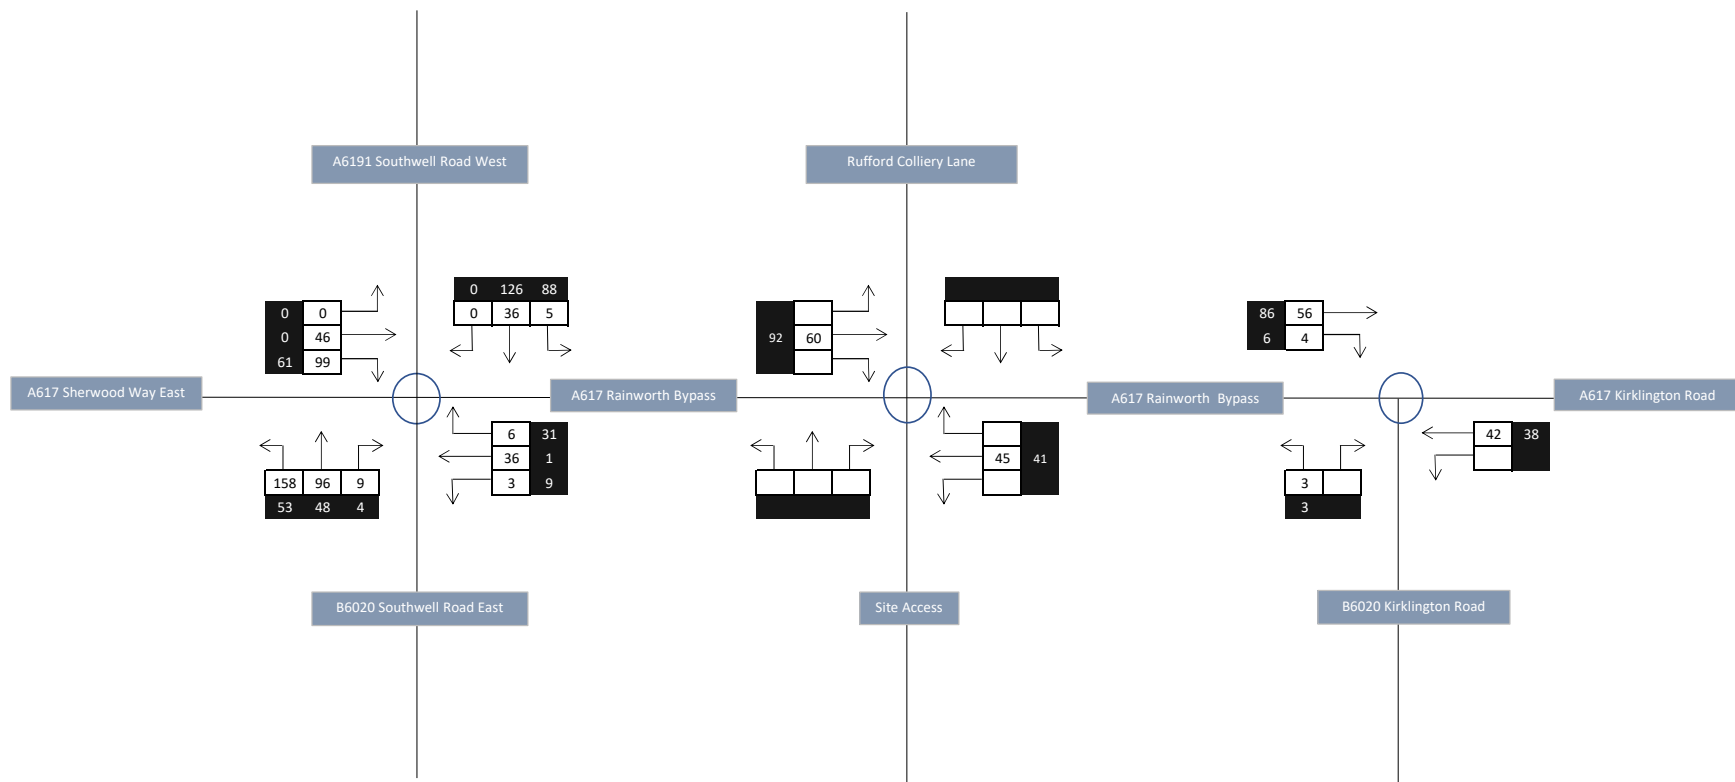 A6191 Southwell Road West
Rufford Colliery Lane
0 126 88
0 36 5
0 0
0 46
61 99
92 60
86 56
6 4
A617 Sherwood Way East
A617 Rainworth Bypass
A617 Rainworth  Bypass
A617 Kirklington Road
6 31
36 1
3 9
158 96 9
53 48 4
45 41
42 38
3
3
B6020 Southwell Road East
Site Access
B6020 Kirklington Road